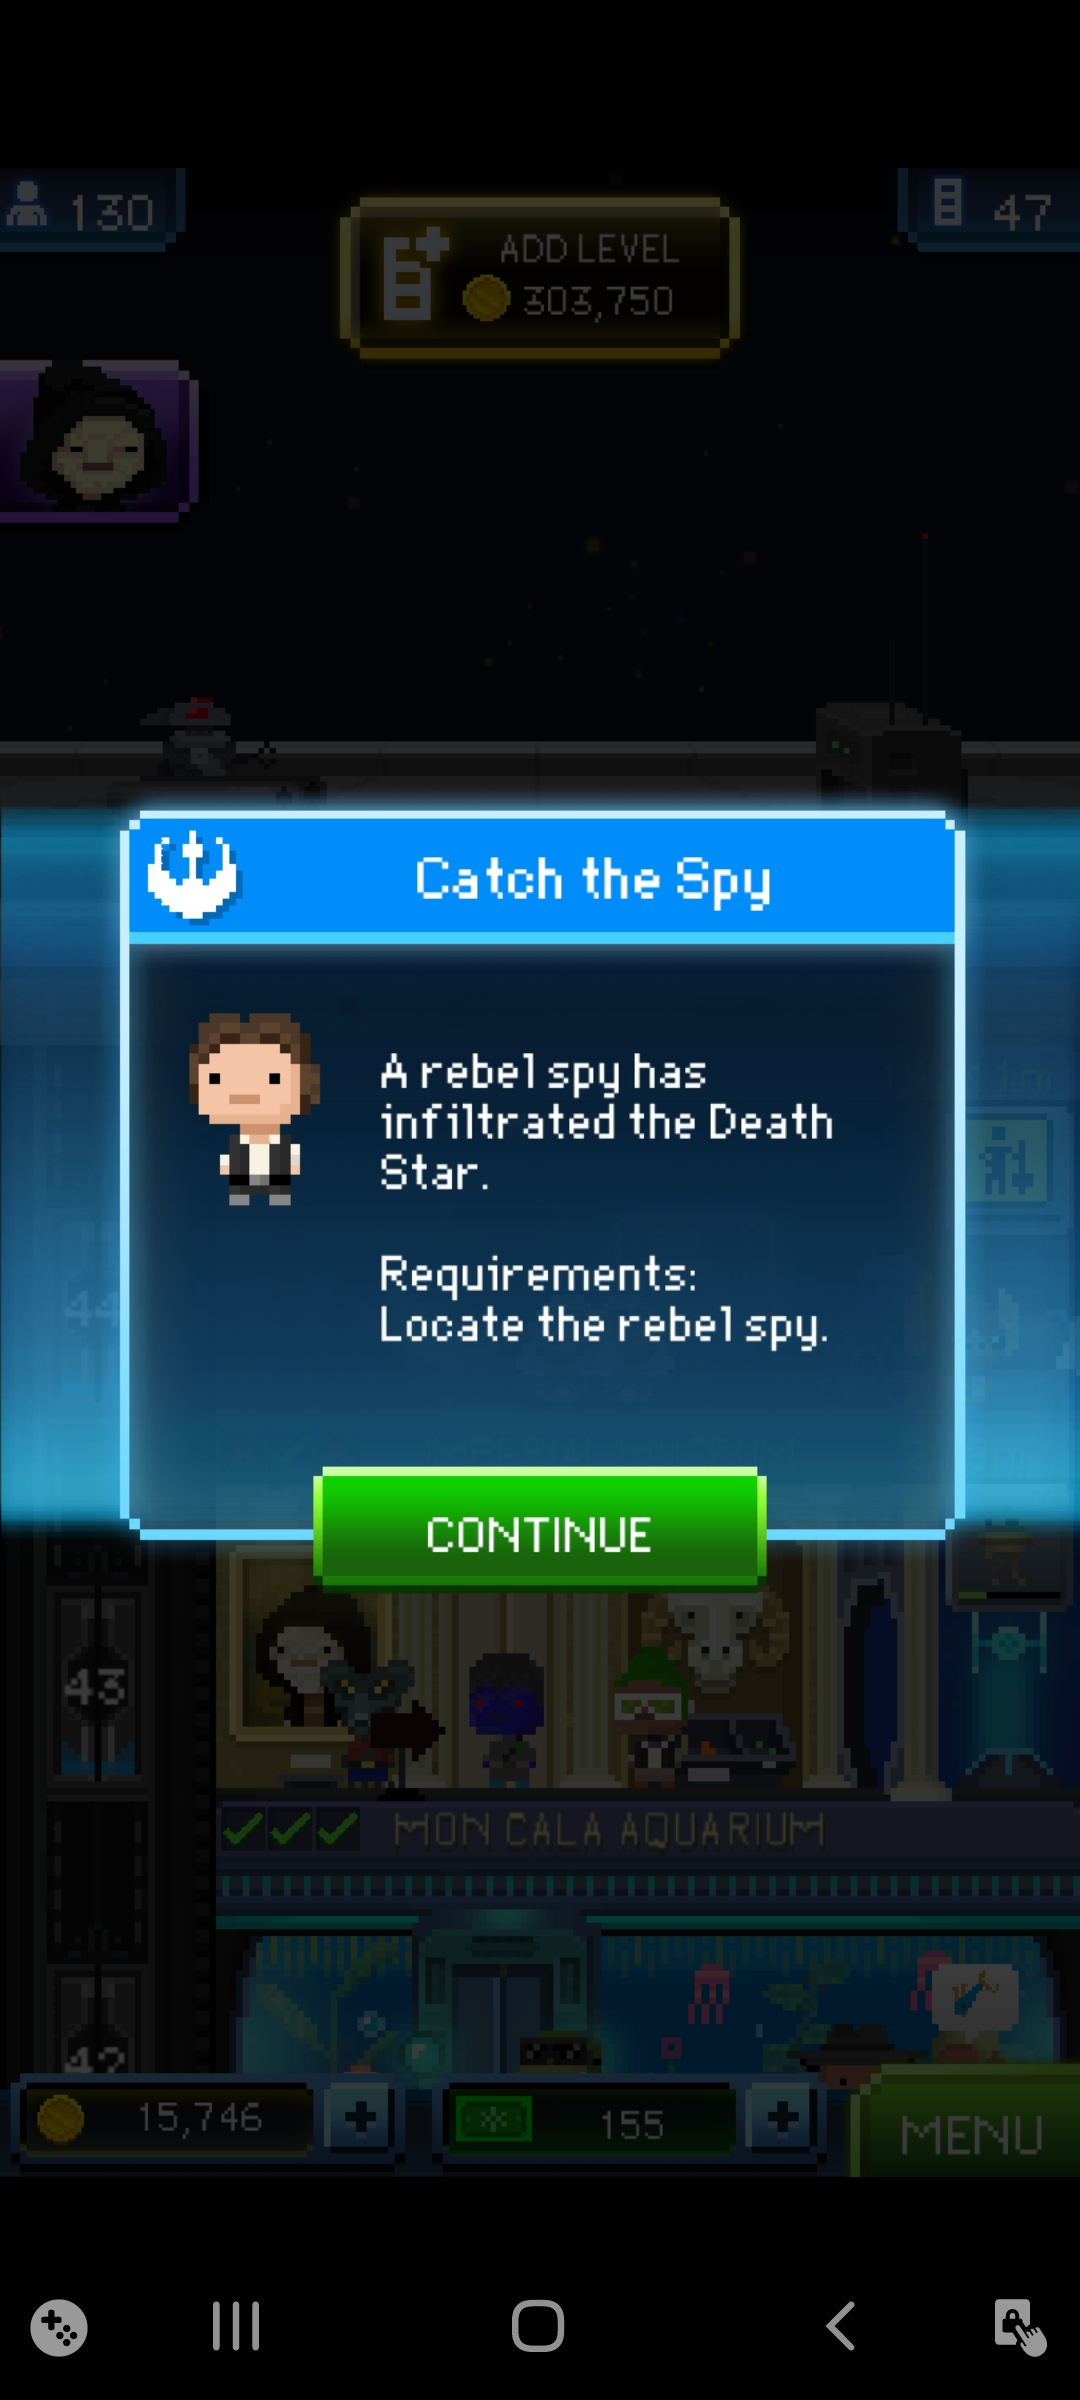 130
ADD LEVEL
303,750
47
Catch the Spy
A rebel spy has
infiltrated the Death
Star.
Requirements:
Locate the rebel spy.
44
CONTINUE
43
MON CALA AQUARIUM
42
15,746
155
MENU